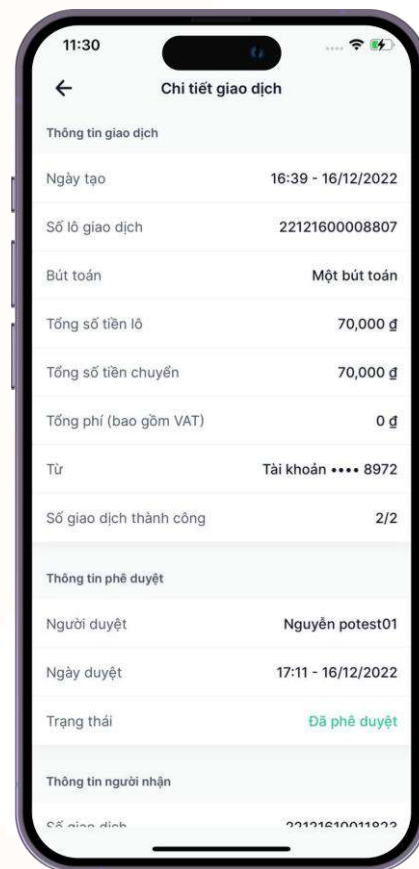 11:30
Chi tiết giao dịch
Thông tin giao dịch
Ngày tạo 16:39 - 16/12/2022
Số lô giao dịch 22121600008807
Bút toán Một bút toán
Tổng số tiền lô 70,000 ₫
Tổng số tiền chuyển 70,000 ₫
Tổng phí (bao gồm VAT) 0 ₫
Từ Tài khoản •••• 8972
Số giao dịch thành công 2/2
Thông tin phê duyệt
Người duyệt Nguyễn potest01
Ngày duyệt 17:11 - 16/12/2022
Trạng thái Đã phê duyệt
Thông tin người nhận
Số giao dịch 22121610011823